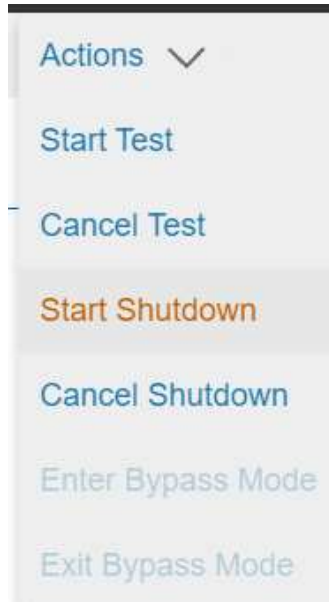 Actions
Start Test
Cancel Test
Start Shutdown
Cancel Shutdown
Enter Bypass Mode
Exit Bypass Mode